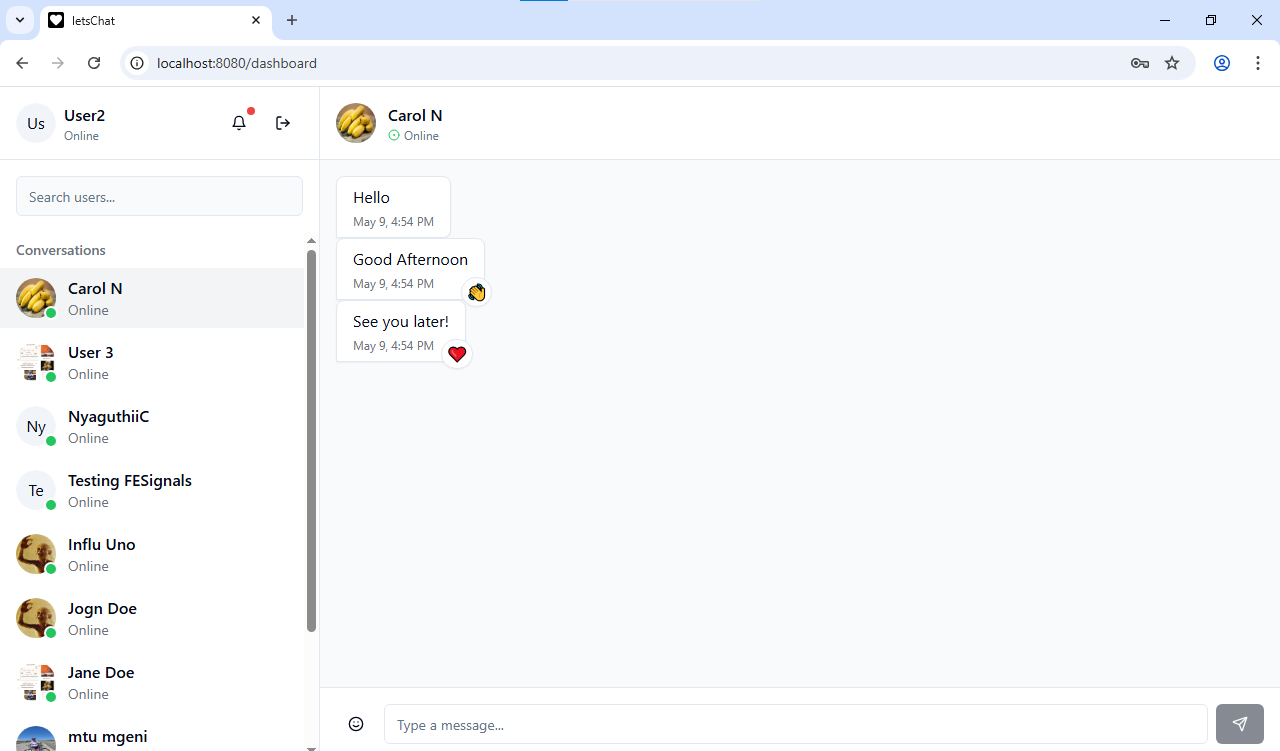 letsChat
localhost:8080/dashboard
Us
User2
Online
Search users...
Conversations
Carol N
Online
User 3
Online
Ny
NyaguthiiC
Online
Te
Testing FESignals
Online
Influ Uno
Online
Jogn Doe
Online
Jane Doe
Online
mtu mgeni
Carol N
Online
Hello
May 9, 4:54 PM
Good Afternoon
May 9, 4:54 PM
See you later!
May 9, 4:54 PM
Type a message...